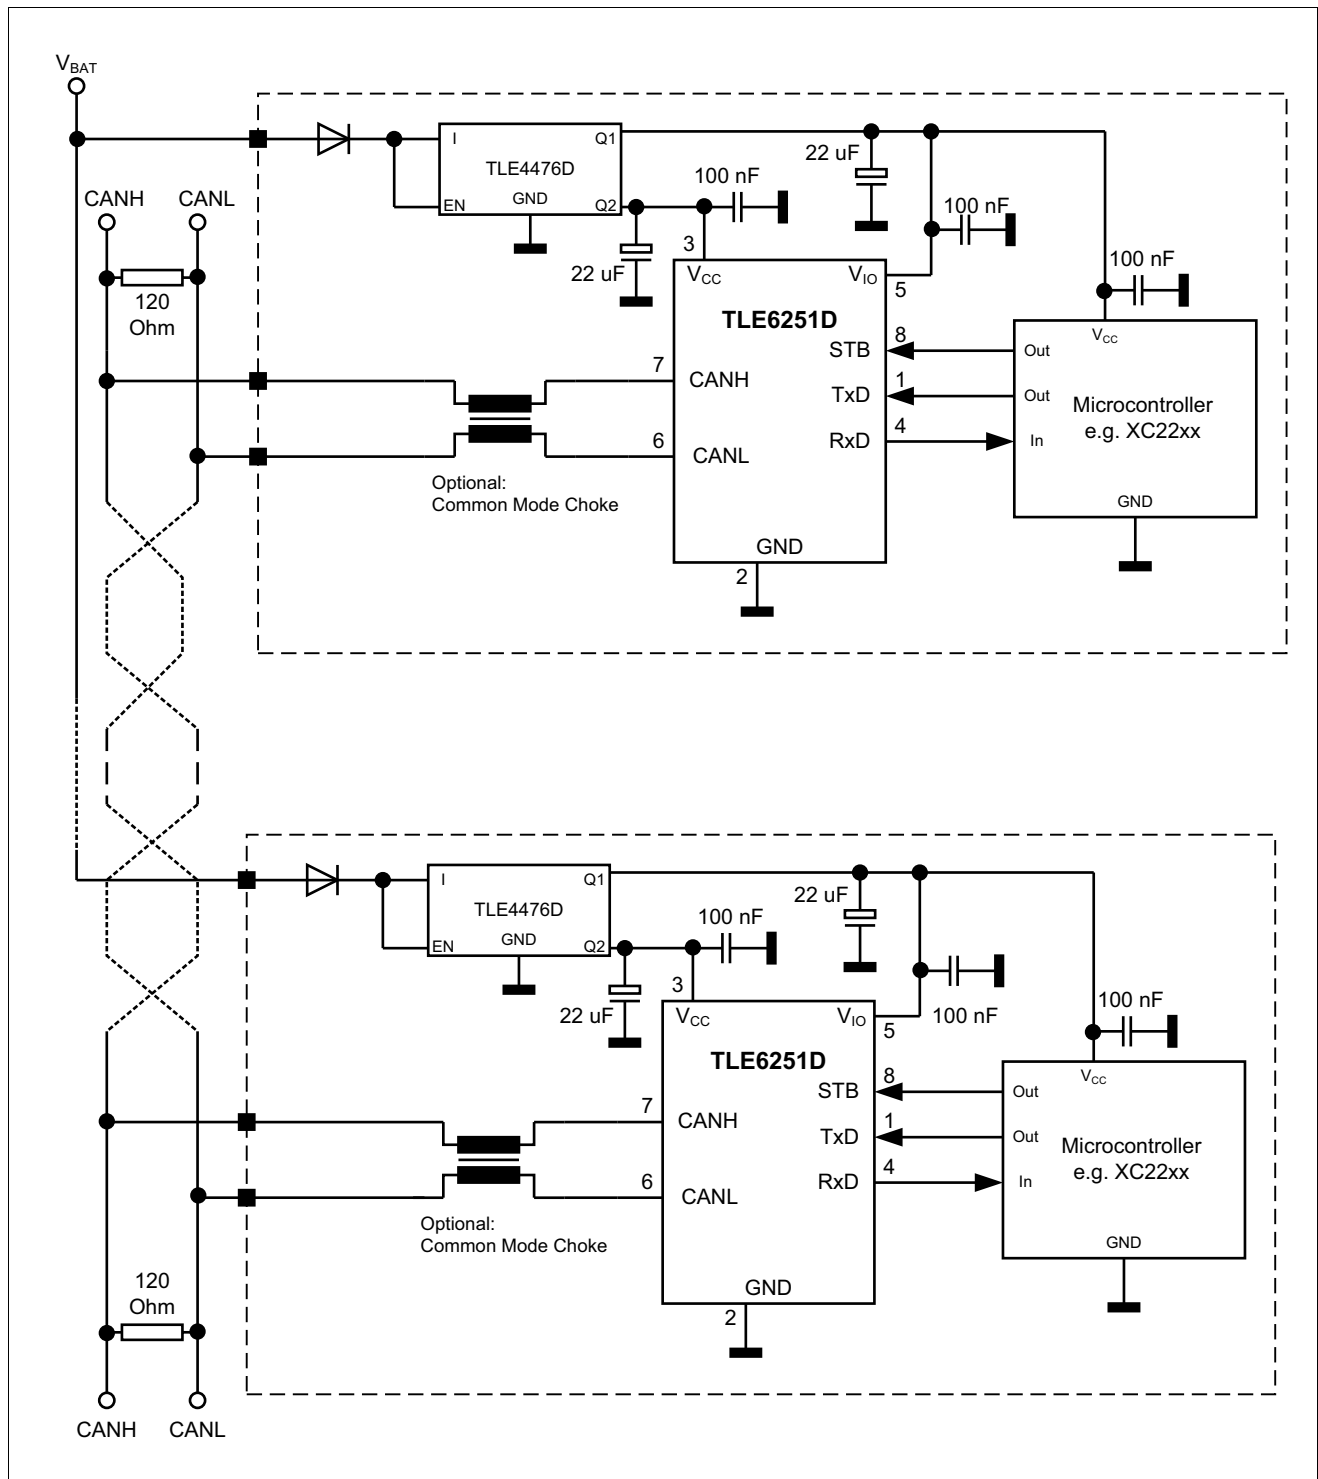 VBAT
CANH
CANL
120
Ohm
I
Q1
TLE4476D
EN
GND
Q2
22 uF
100 nF
22 uF
100 nF
100 nF
3
VCC
VIO
5
TLE6251D
STB
8
TxD
1
RxD
4
7
CANH
6
CANL
GND
2
Optional:
Common Mode Choke
VCC
Out
Out
In
Microcontroller
e.g. XC22xx
GND
I
Q1
TLE4476D
EN
GND
Q2
22 uF
100 nF
22 uF
100 nF
100 nF
3
VCC
VIO
5
TLE6251D
STB
8
TxD
1
RxD
4
7
CANH
6
CANL
GND
2
Optional:
Common Mode Choke
VCC
Out
Out
In
Microcontroller
e.g. XC22xx
GND
120
Ohm
CANH
CANL